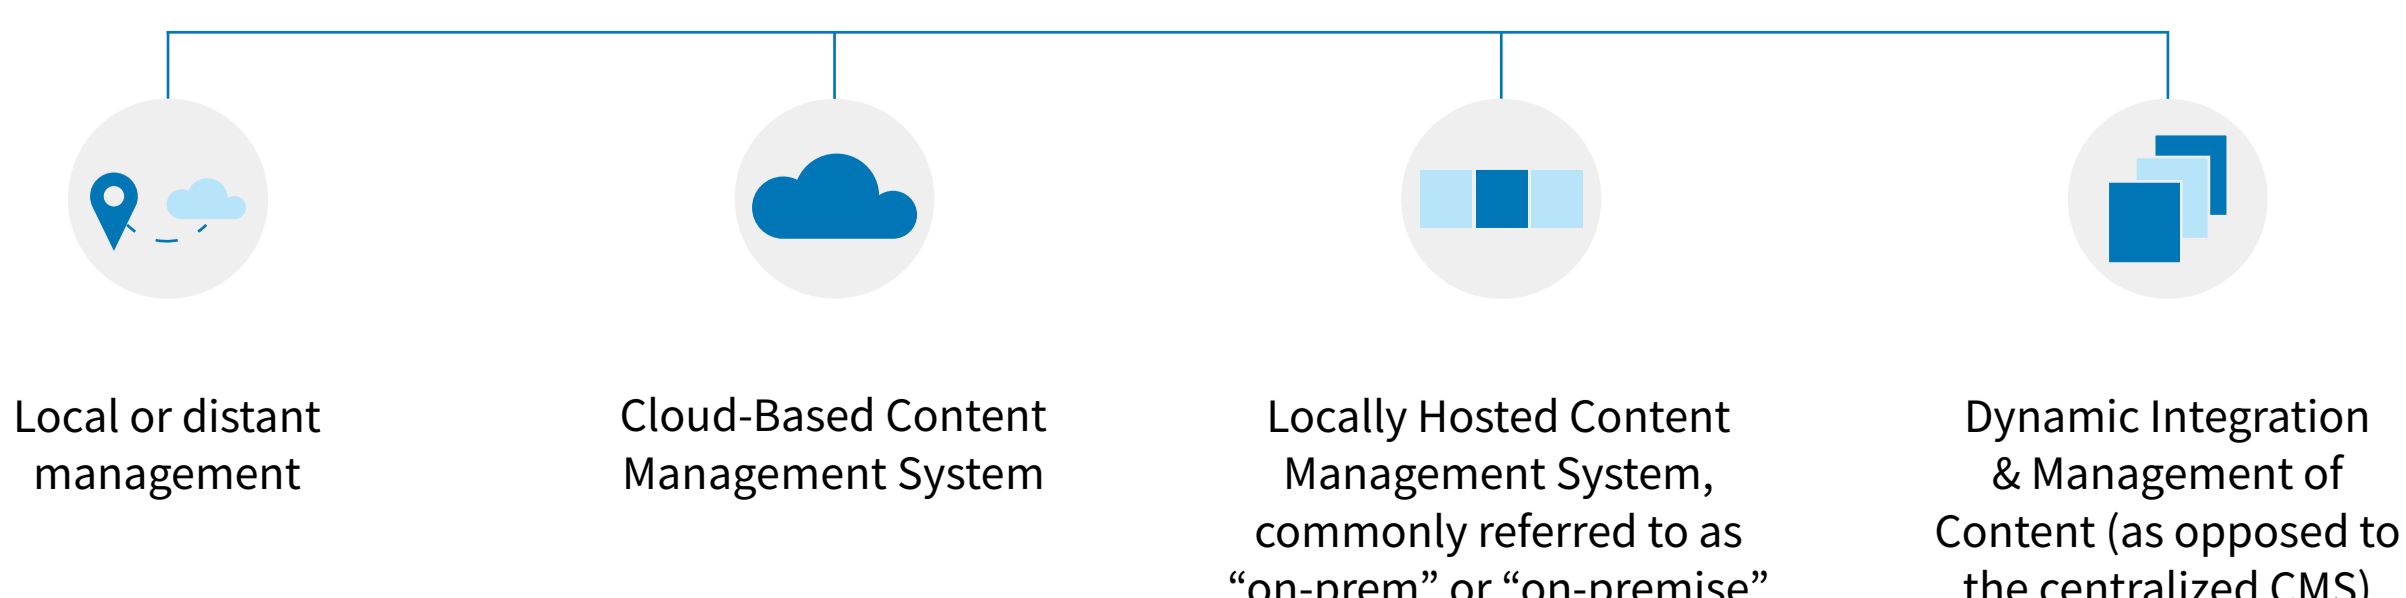 Local or distant
management
Cloud-Based Content
Management System
Locally Hosted Content
Management System,
commonly referred to as
“on-prem” or “on-premise”
Dynamic Integration
& Management of
Content (as opposed to
the centralized CMS)